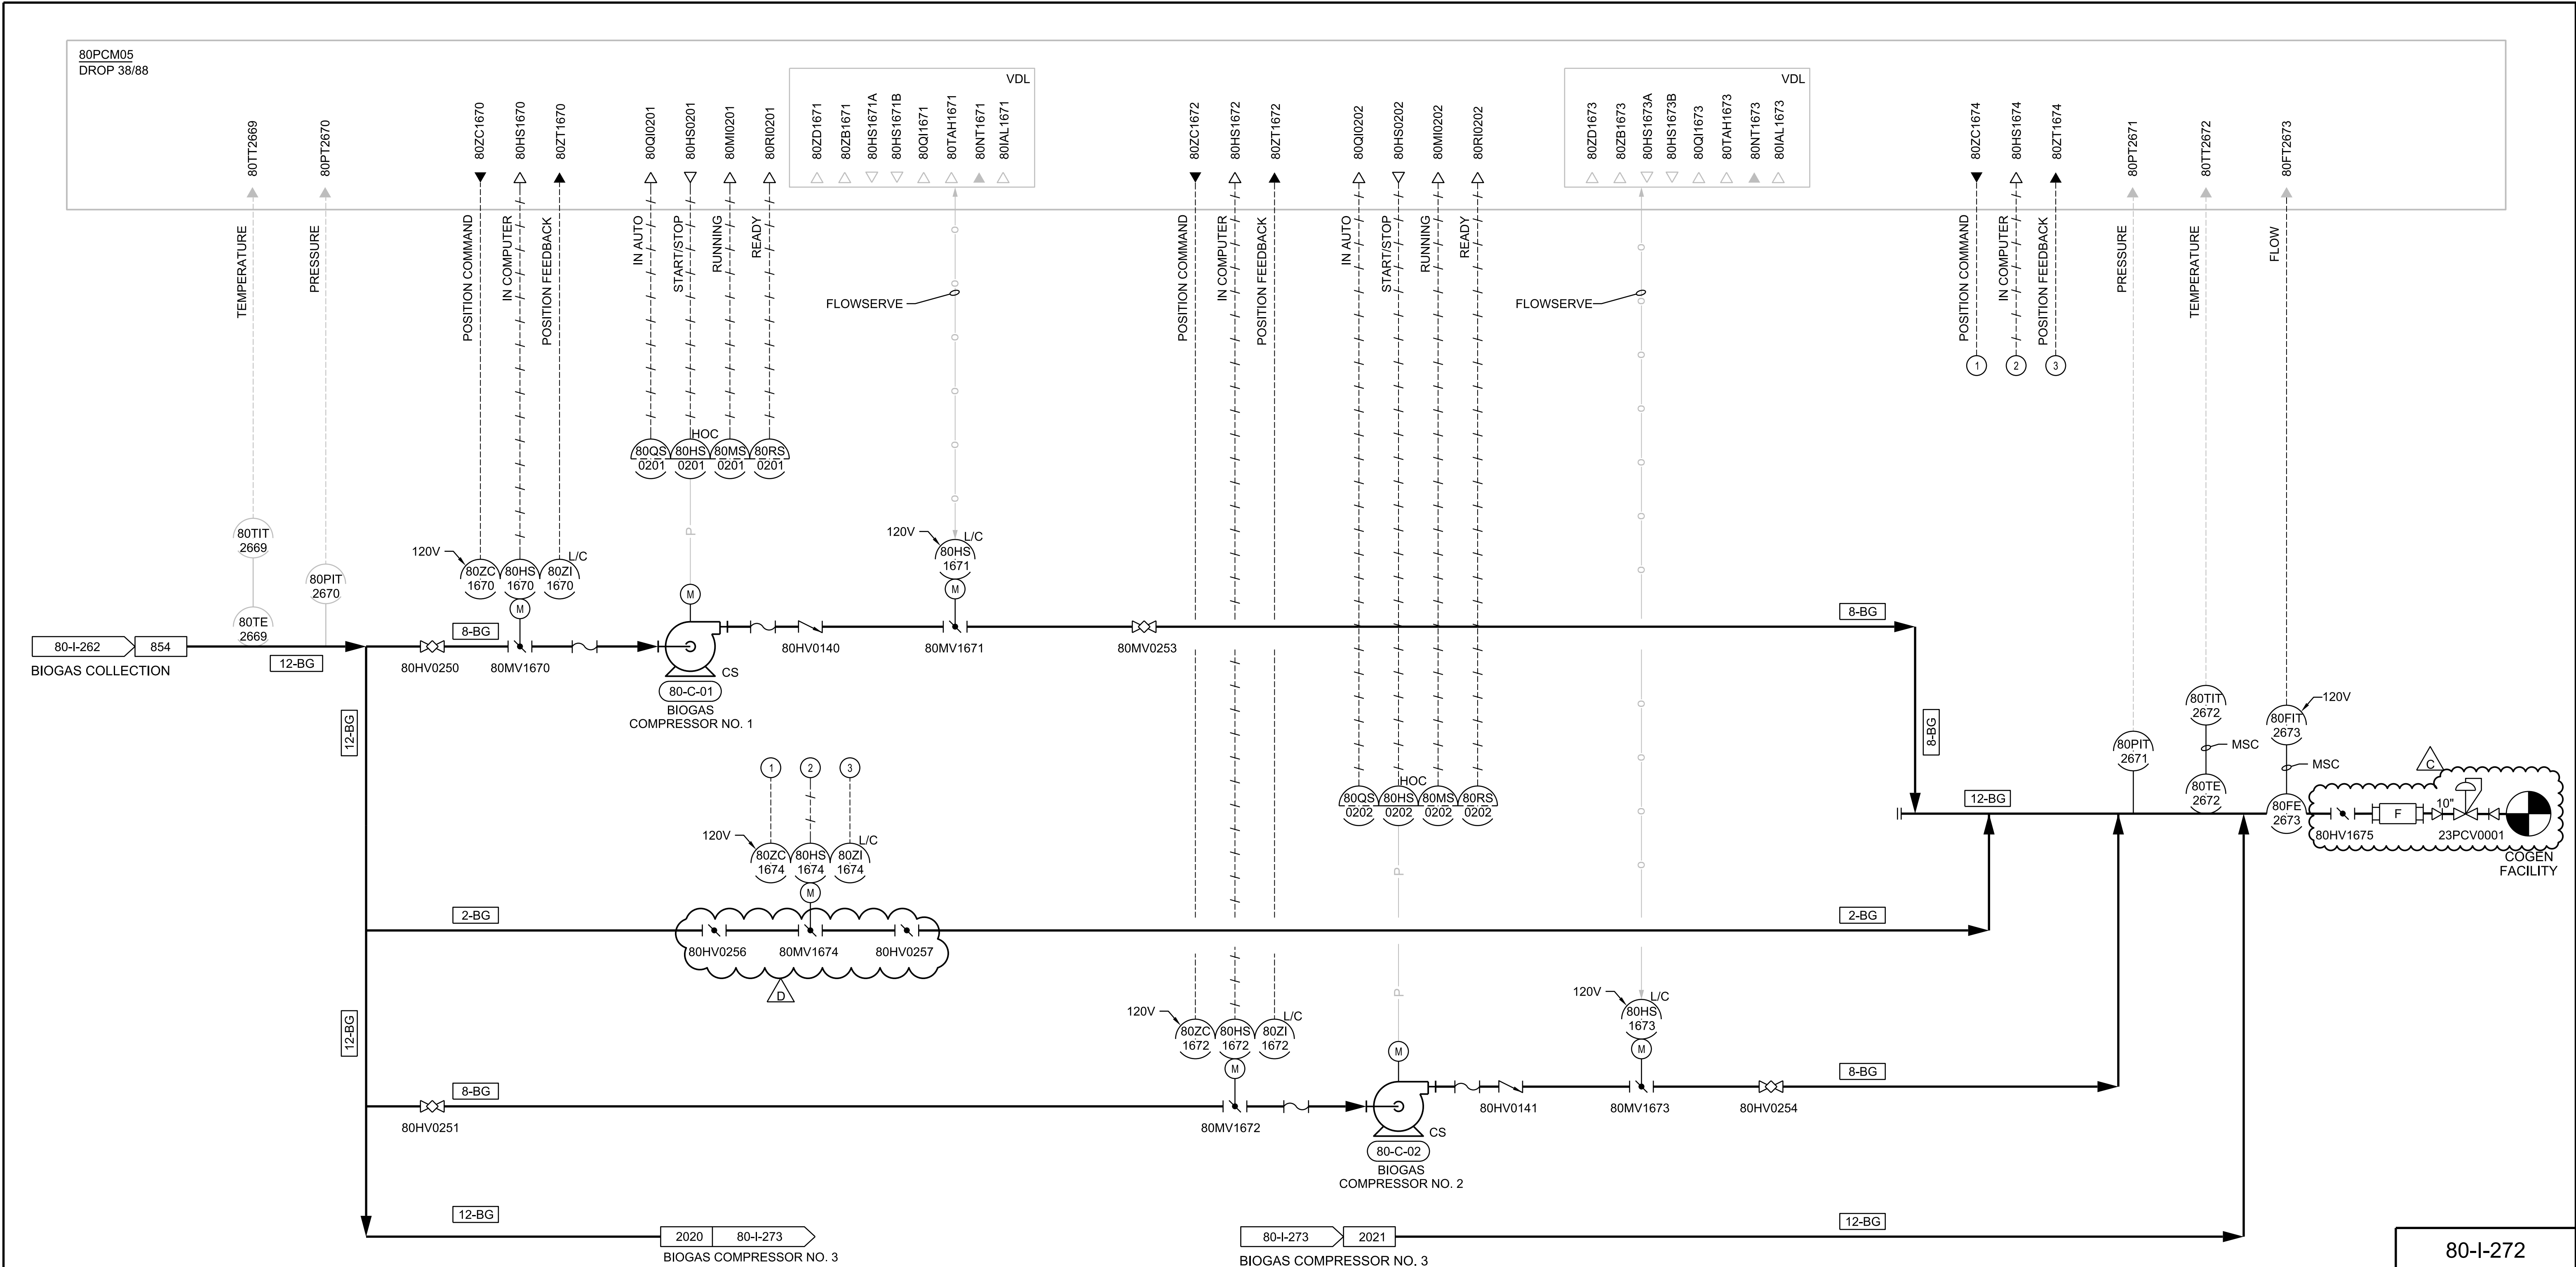 80PCM05
DROP 38/88
80TT2669
80PT2670
80ZC1670
80HS1670
80ZT1670
80QI0201
80HS0201
80MI0201
80RI0201
VDL
80ZD1671
80ZB1671
80HS1671A
80HS1671B
80QI1671
80TAH1671
80NT1671
80IAL1671
80ZC1672
80HS1672
80ZT1672
80QI0202
80HS0202
80MI0202
80RI0202
VDL
80ZD1673
80ZB1673
80HS1673A
80HS1673B
80QI1673
80TAH1673
80NT1673
80IAL1673
80ZC1674
80HS1674
80ZT1674
80PT2671
80TT2672
80FT2673
TEMPERATURE
PRESSURE
POSITION COMMAND
IN COMPUTER
POSITION FEEDBACK
IN AUTO
START/STOP
RUNNING
READY
FLOWSERVE
POSITION COMMAND
IN COMPUTER
POSITION FEEDBACK
IN AUTO
START/STOP
RUNNING
READY
FLOWSERVE
POSITION COMMAND
IN COMPUTER
POSITION FEEDBACK
PRESSURE
TEMPERATURE
FLOW
1
2
3
HOC
80QS
0201
80HS
0201
80MS
0201
80RS
0201
P
80TIT
2669
80PIT
2670
80TE
2669
120V
L/C
80ZC
1670
80HS
1670
80ZI
1670
M
M
120V
L/C
80HS
1671
M
80-I-262
854
BIOGAS COLLECTION
12-BG
8-BG
80HV0250
80MV1670
CS
80-C-01
BIOGAS
COMPRESSOR NO. 1
80HV0140
80MV1671
80MV0253
8-BG
8-BG
12-BG
12-BG
1
2
3
120V
L/C
80ZC
1674
80HS
1674
80ZI
1674
M
2-BG
80HV0256
80MV1674
80HV0257
D
2-BG
HOC
80QS
0202
80HS
0202
80MS
0202
80RS
0202
P
P
12-BG
80PIT
2671
80TIT
2672
MSC
80TE
2672
120V
80FIT
2673
MSC
80FE
2673
C
80HV1675
F
10"
23PCV0001
COGEN
FACILITY
120V
L/C
80ZC
1672
80HS
1672
80ZI
1672
M
M
120V
L/C
80HS
1673
M
8-BG
80HV0251
80MV1672
CS
80-C-02
BIOGAS
COMPRESSOR NO. 2
80HV0141
80MV1673
80HV0254
8-BG
12-BG
2020
80-I-273
BIOGAS COMPRESSOR NO. 3
80-I-273
2021
BIOGAS COMPRESSOR NO. 3
12-BG
80-I-272